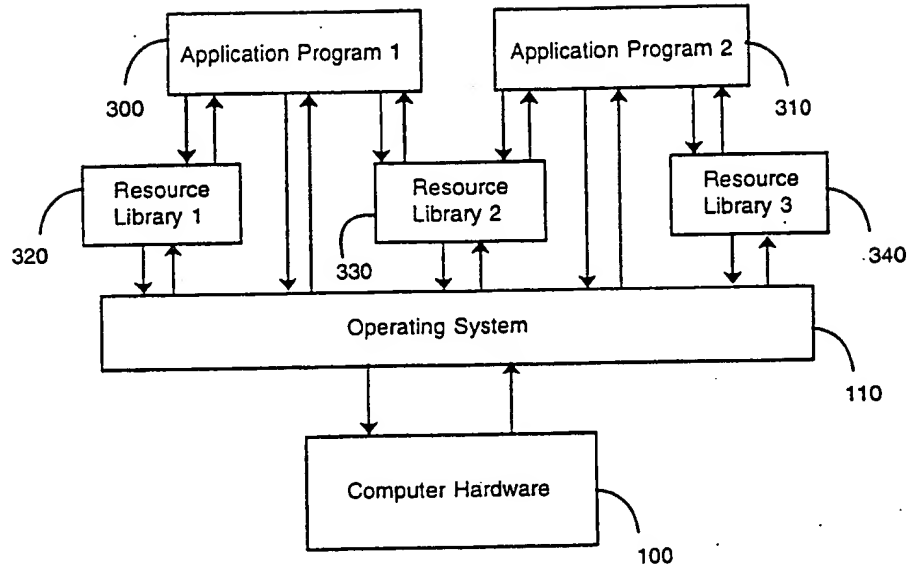 Application Program 1
Application Program 2
300
310
Resource
Library 1
Resource
Library 2
Resource
Library 3
320
330
340
Operating System
110
Computer Hardware
100